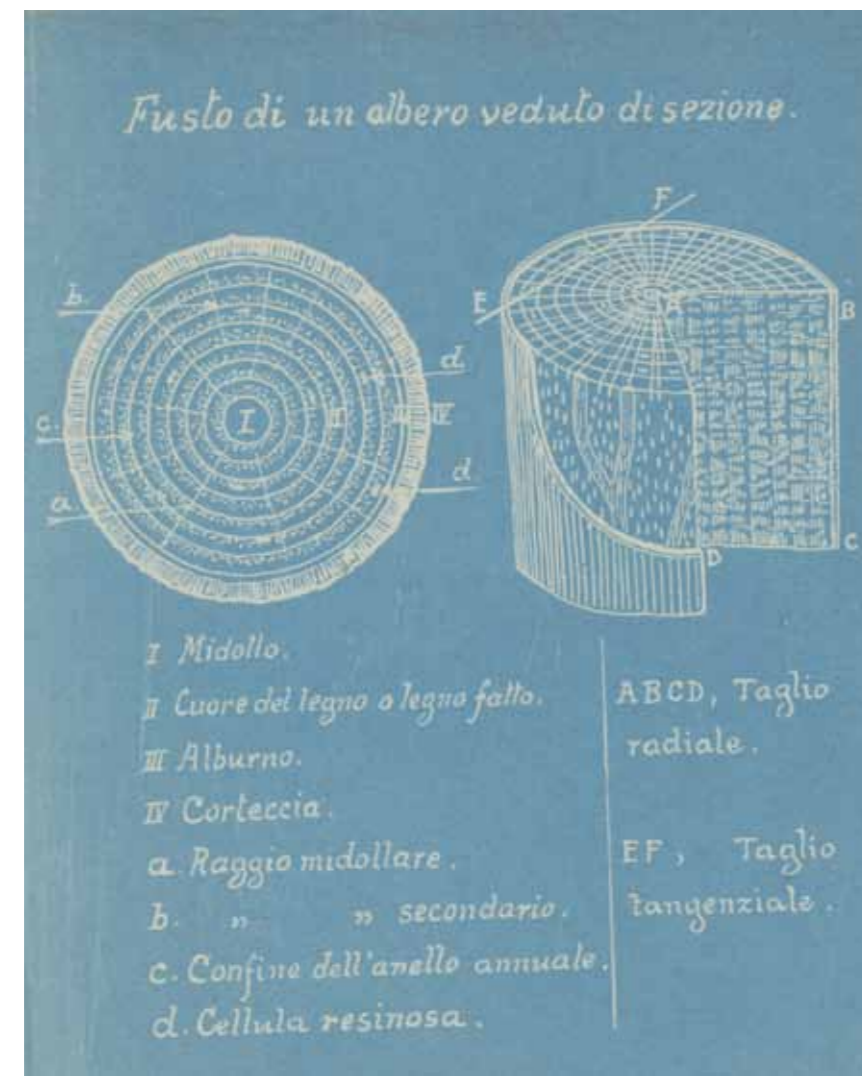 Fusto di un albero veduto di sezione.
F
b.
E
A
B
d.
I
II
III
IV
c.
d
a.
D
C
I Midollo.
II Cuore del legno o legno fatto.
III Alburno.
IV Corteccia.
a. Raggio midollare.
b. „ „ secondario.
c. Confine dell'anello annuale.
d. Cellula resinosa.
ABCD, Taglio
radiale.
EF, Taglio
tangenziale.